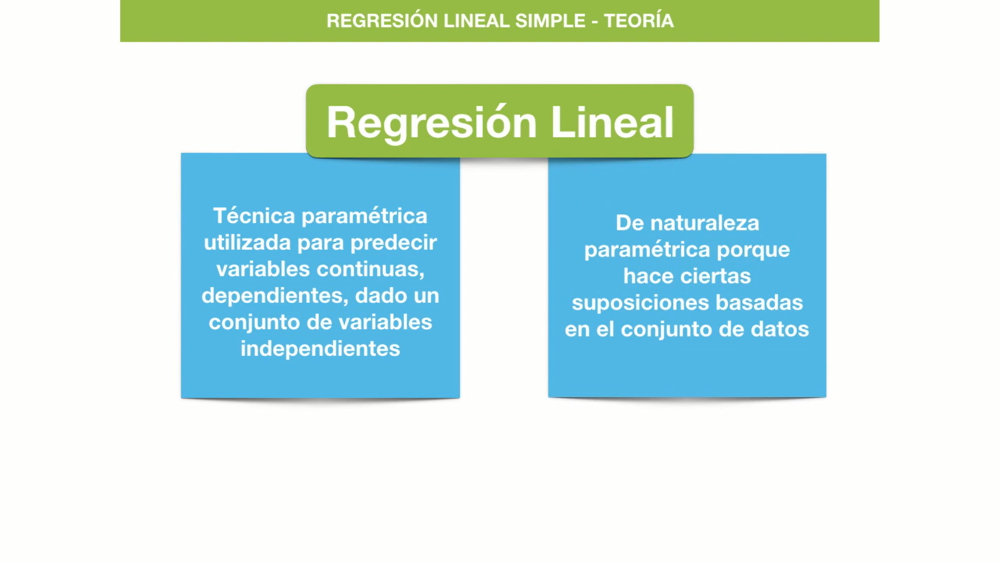 REGRESIÓN LINEAL SIMPLE - TEORÍA
Regresión Lineal
Técnica paramétrica
utilizada para predecir
variables continuas,
dependientes, dado un
conjunto de variables
independientes
De naturaleza
paramétrica porque
hace ciertas
suposiciones basadas
en el conjunto de datos